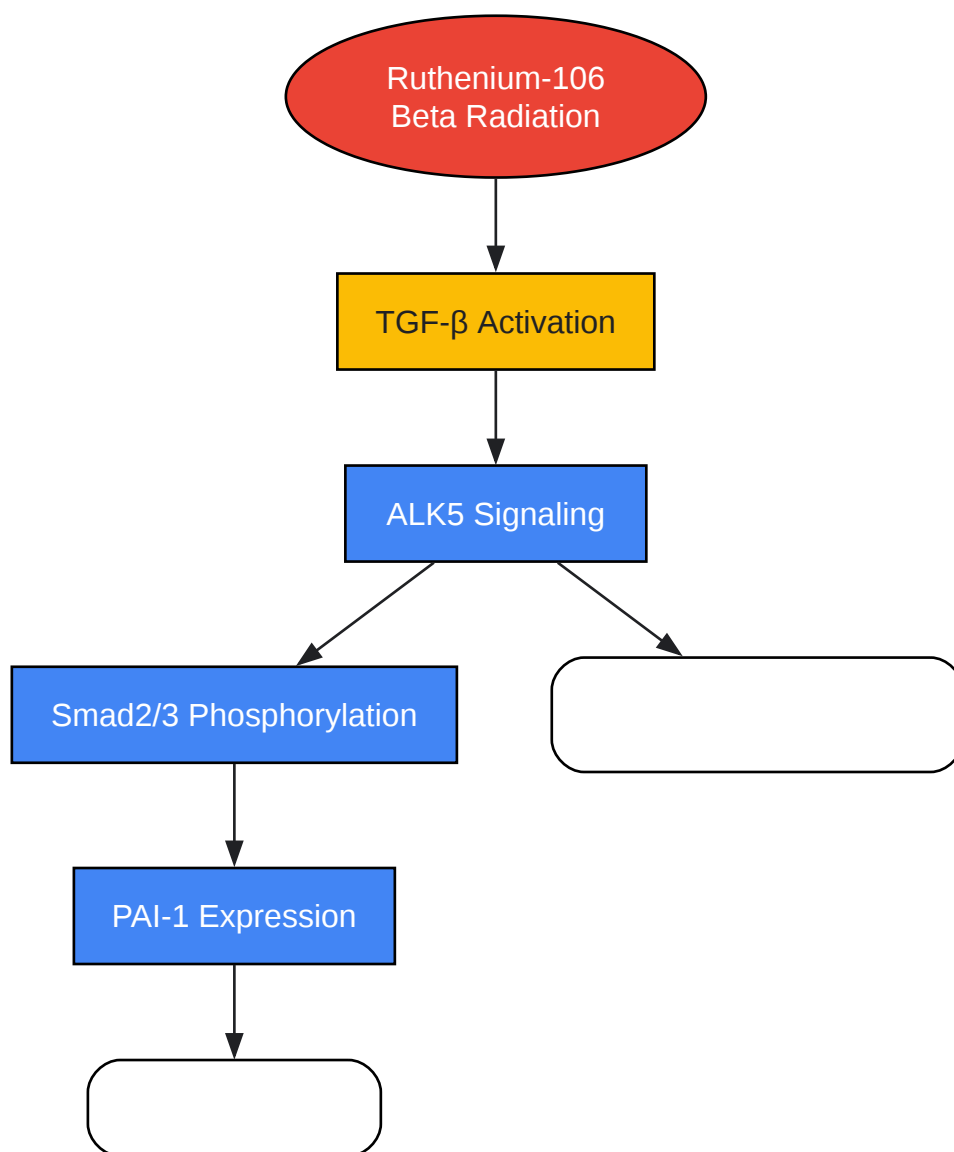 Ruthenium-106
Beta Radiation
TGF-β Activation
ALK5 Signaling
Smad2/3 Phosphorylation
PAI-1 Expression